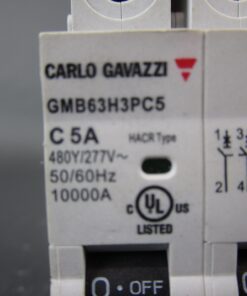 CARLO GAVAZZI
GMB63H3PC5
C 5A HACR Type
480Y/277V~
50/60Hz
10000A
C UL US
LISTED
1 3
2 4
O · OFF O